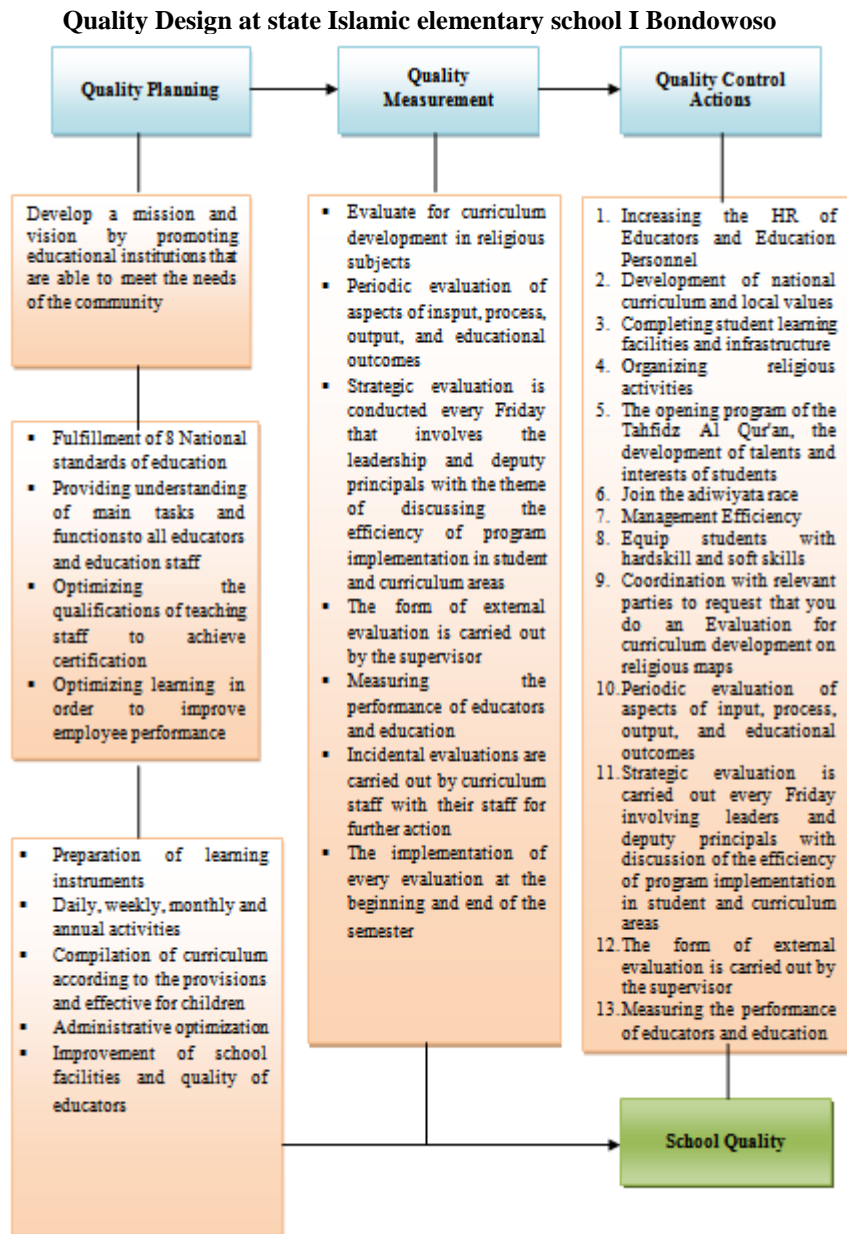 Quality Design at state Islamic elementary school I Bondowoso
Quality Planning
Quality
Measurement
Quality Control
Actions
Develop a mission and
vision by promoting
educational institutions that
are able to meet the needs
of the community
▪ Fulfillment of 8 National
standards of education
▪ Providing understanding
of main tasks and
functionsto all educators
and education staff
▪ Optimizing the
qualifications of teaching
staff to achieve
certification
▪ Optimizing learning in
order to improve
employee performance
▪ Preparation of learning
instruments
▪ Daily, weekly, monthly and
annual activities
▪ Compilation of curriculum
according to the provisions
and effective for children
▪ Administrative optimization
▪ Improvement of school
facilities and quality of
educators
▪ Evaluate for curriculum
development in religious
subjects
▪ Periodic evaluation of
aspects of insput, process,
output, and educational
outcomes
▪ Strategic evaluation is
conducted every Friday
that involves the
leadership and deputy
principals with the theme
of discussing the
efficiency of program
implementation in student
and curriculum areas
▪ The form of external
evaluation is carried out
by the supervisor
▪ Measuring the
performance of educators
and education
▪ Incidental evaluations are
carried out by curriculum
staff with their staff for
further action
▪ The implementation of
every evaluation at the
beginning and end of the
semester
1. Increasing the HR of
Educators and Education
Personnel
2. Development of national
curriculum and local values
3. Completing student learning
facilities and infrastructure
4. Organizing religious
activities
5. The opening program of the
Tahfidz Al Qur'an, the
development of talents and
interests of students
6. Join the adiwiyata race
7. Management Efficiency
8. Equip students with
hardskill and soft skills
9. Coordination with relevant
parties to request that you
do an Evaluation for
curriculum development on
religious maps
10. Periodic evaluation of
aspects of input, process,
output, and educational
outcomes
11. Strategic evaluation is
carried out every Friday
involving leaders and
deputy principals with
discussion of the efficiency
of program implementation
in student and curriculum
areas
12. The form of external
evaluation is carried out by
the supervisor
13. Measuring the performance
of educators and education
School Quality